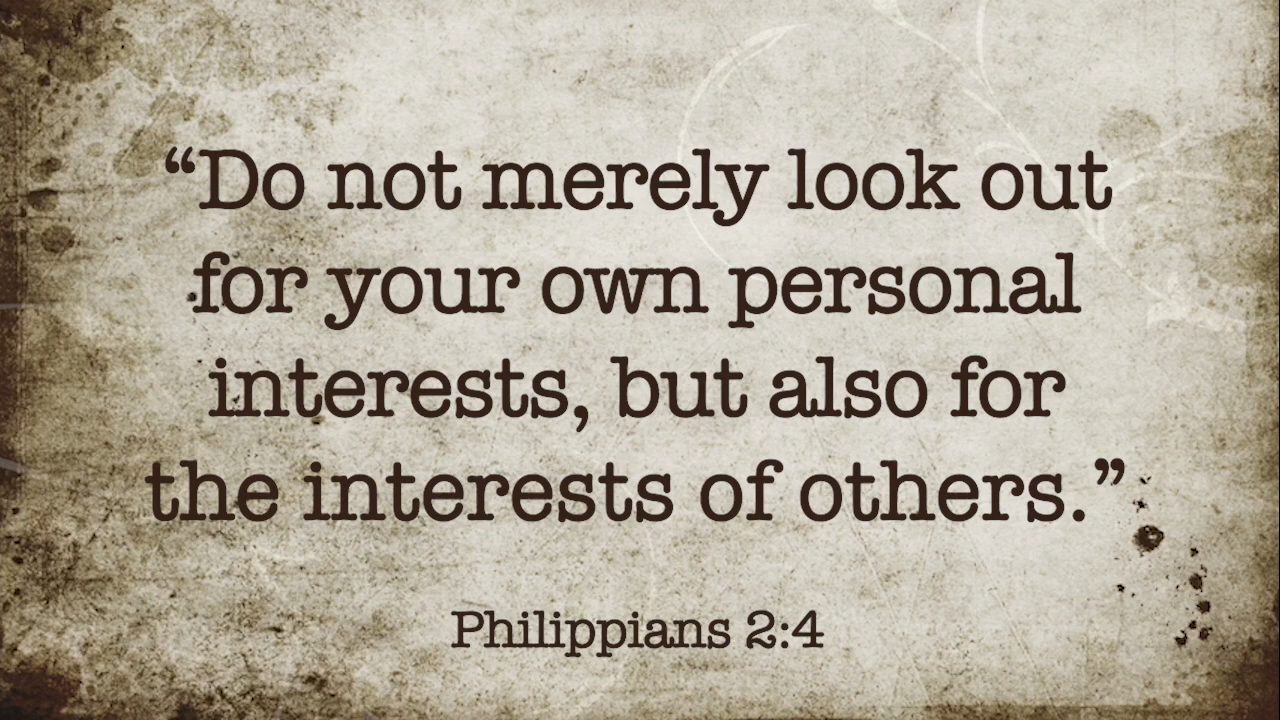 “Do not merely look out
for your own personal
interests, but also for
the interests of others.”
Philippians 2:4